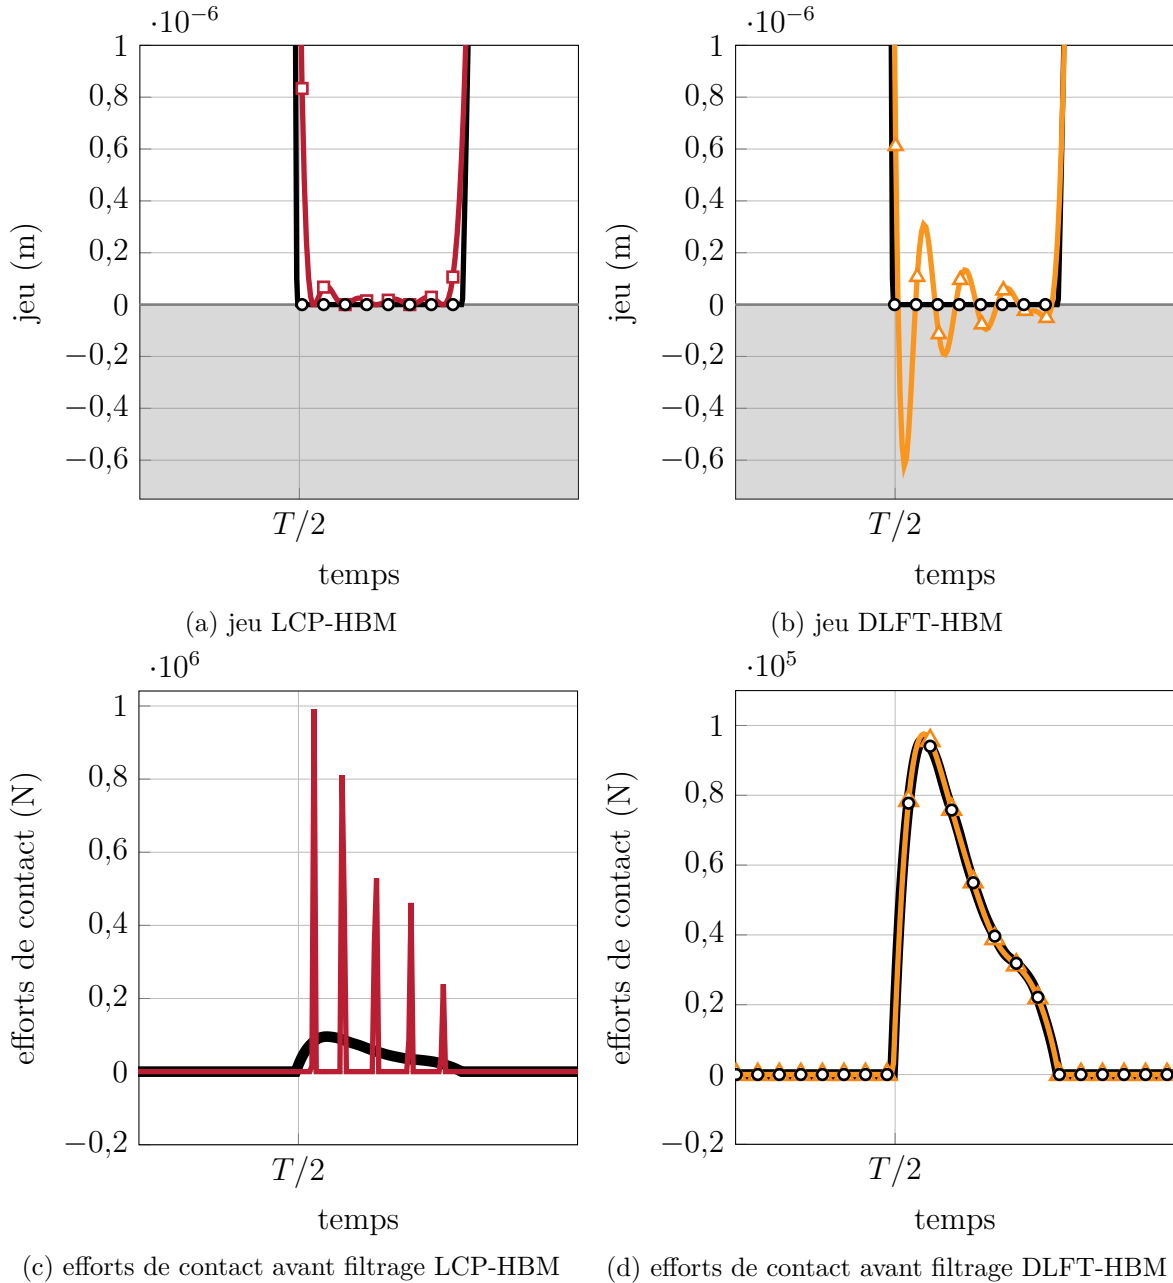 ·10⁻⁶
1
0,8
0,6
0,4
0,2
0
−0,2
−0,4
−0,6
jeu (m)
T/2
temps
(a) jeu LCP-HBM
·10⁻⁶
1
0,8
0,6
0,4
0,2
0
−0,2
−0,4
−0,6
jeu (m)
T/2
temps
(b) jeu DLFT-HBM
·10⁶
1
0,8
0,6
0,4
0,2
0
−0,2
efforts de contact (N)
T/2
temps
(c) efforts de contact avant filtrage LCP-HBM
·10⁵
1
0,8
0,6
0,4
0,2
0
−0,2
efforts de contact (N)
T/2
temps
(d) efforts de contact avant filtrage DLFT-HBM